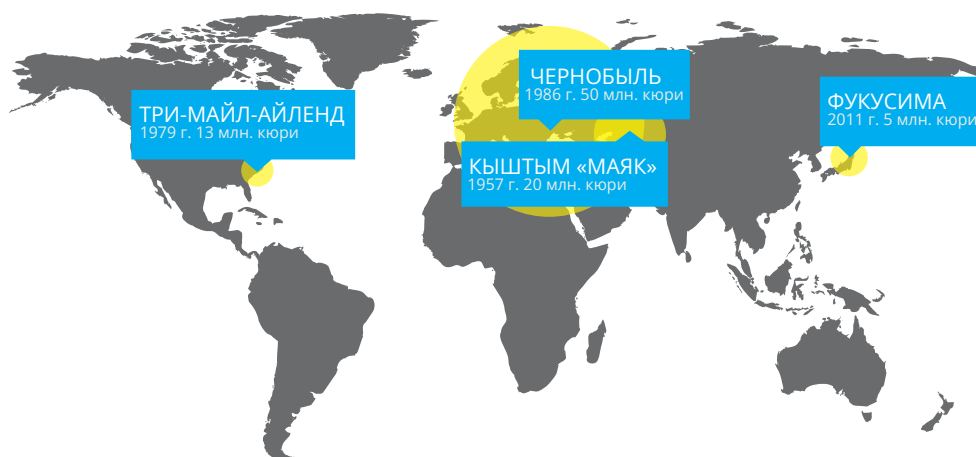 ЧЕРНОБЫЛЬ
1986 г. 50 млн. кюри
ТРИ-МАЙЛ-АЙЛЕНД
1979 г. 13 млн. кюри
ФУКУСИМА
2011 г. 5 млн. кюри
КЫШТЫМ «МАЯК»
1957 г. 20 млн. кюри